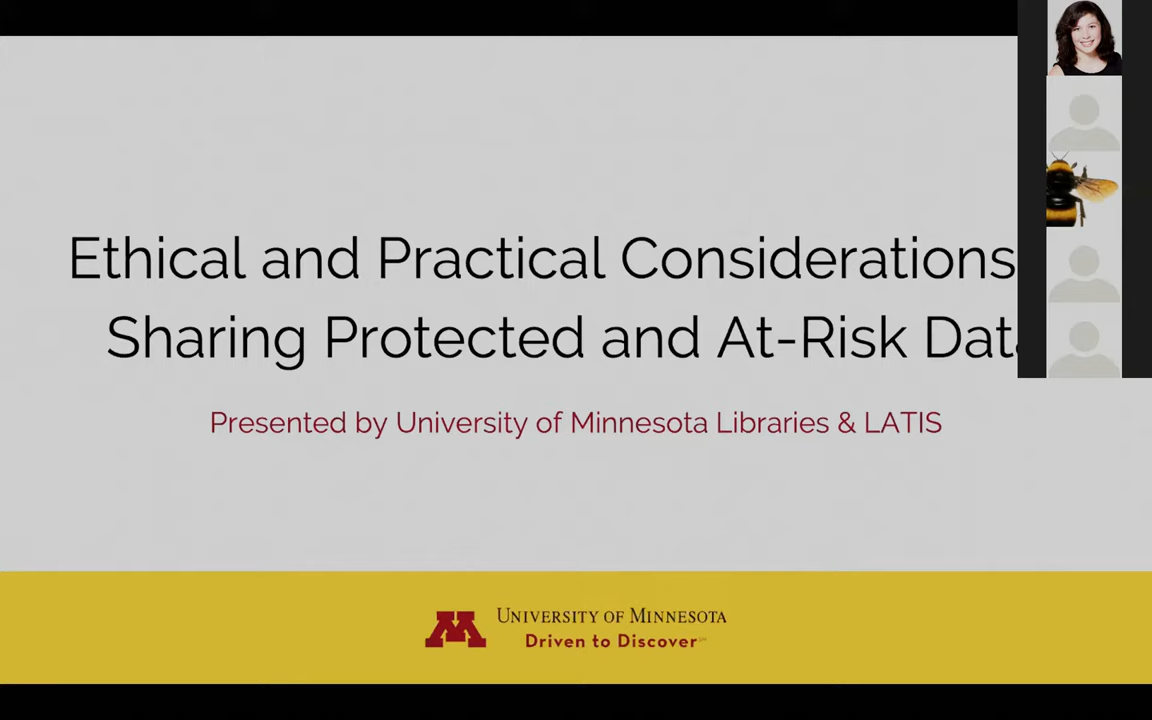 Ethical and Practical Considerations
Sharing Protected and At-Risk
Presented by University of Minnesota Libraries & LATIS
UNIVERSITY OF MINNESOTA
Driven to Discover